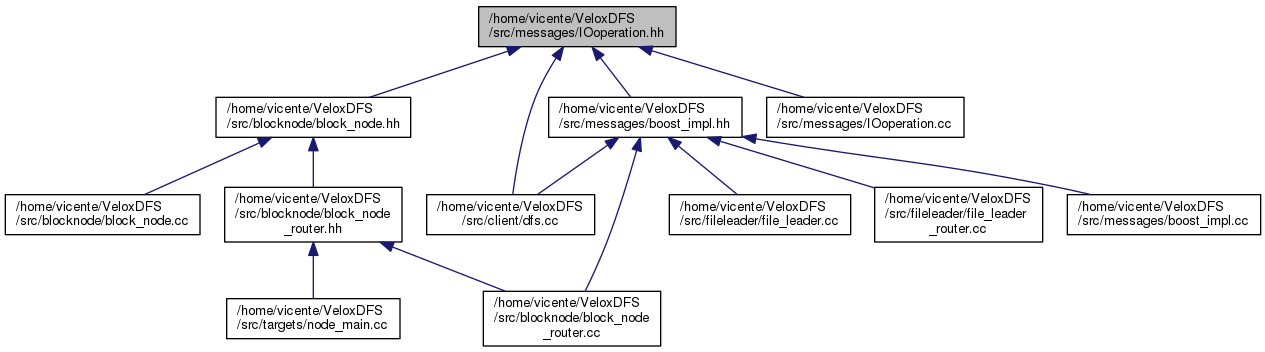 /home/vicente/VeloxDFS
/src/messages/IOoperation.hh
/home/vicente/VeloxDFS
/src/blocknode/block_node.hh
/home/vicente/VeloxDFS
/src/messages/boost_impl.hh
/home/vicente/VeloxDFS
/src/messages/IOoperation.cc
/home/vicente/VeloxDFS
/src/blocknode/block_node.cc
/home/vicente/VeloxDFS
/src/blocknode/block_node
_router.hh
/home/vicente/VeloxDFS
/src/client/dfs.cc
/home/vicente/VeloxDFS
/src/fileleader/file_leader.cc
/home/vicente/VeloxDFS
/src/fileleader/file_leader
_router.cc
/home/vicente/VeloxDFS
/src/messages/boost_impl.cc
/home/vicente/VeloxDFS
/src/targets/node_main.cc
/home/vicente/VeloxDFS
/src/blocknode/block_node
_router.cc